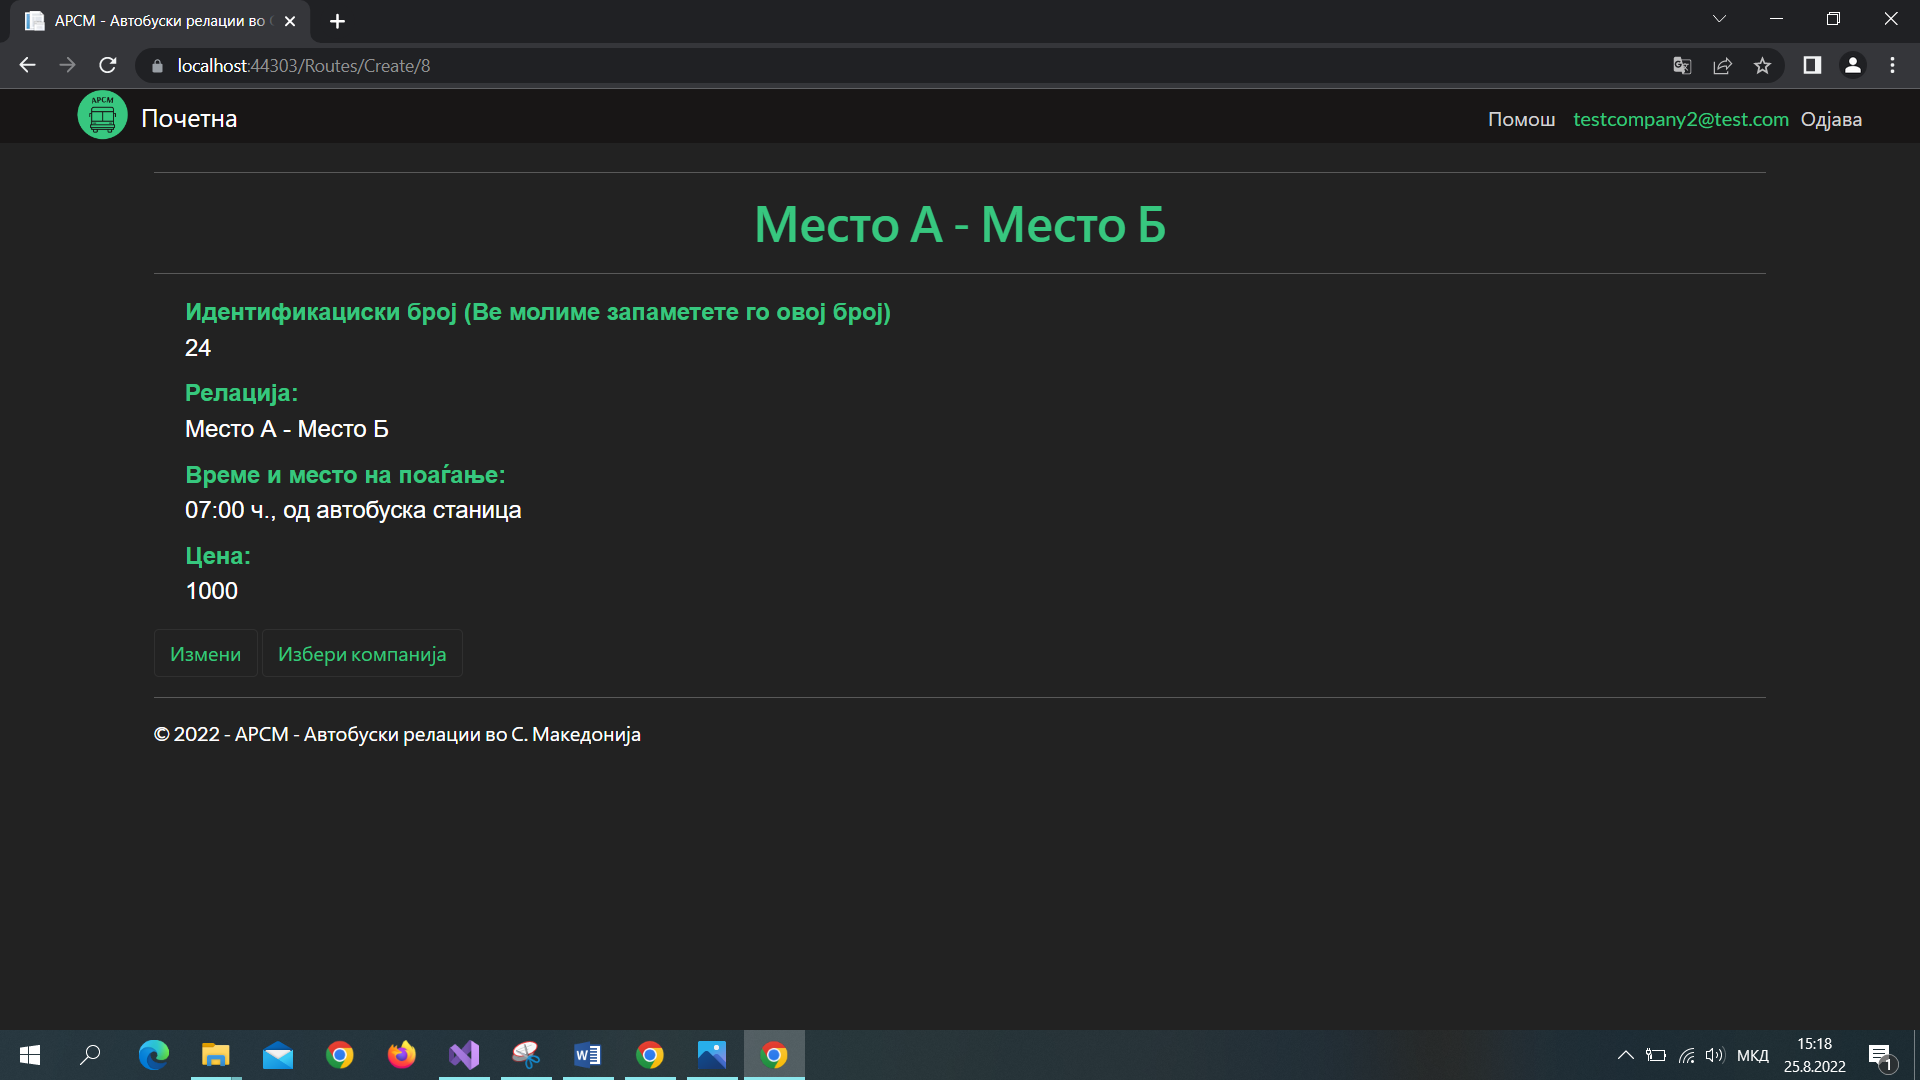 АРСМ - Автобуски релации во
localhost:44303/Routes/Create/8
АРСМ
Почетна
Помош testcompany2@test.com Одјава
Место А - Место Б
Идентификациски број (Ве молиме запаметете го овој број)
24
Релација:
Место А - Место Б
Време и место на поаѓање:
07:00 ч., од автобуска станица
Цена:
1000
Измени Избери компанија
© 2022 - АРСМ - Автобуски релации во С. Македонија
МКД
15:18
25.8.2022
1